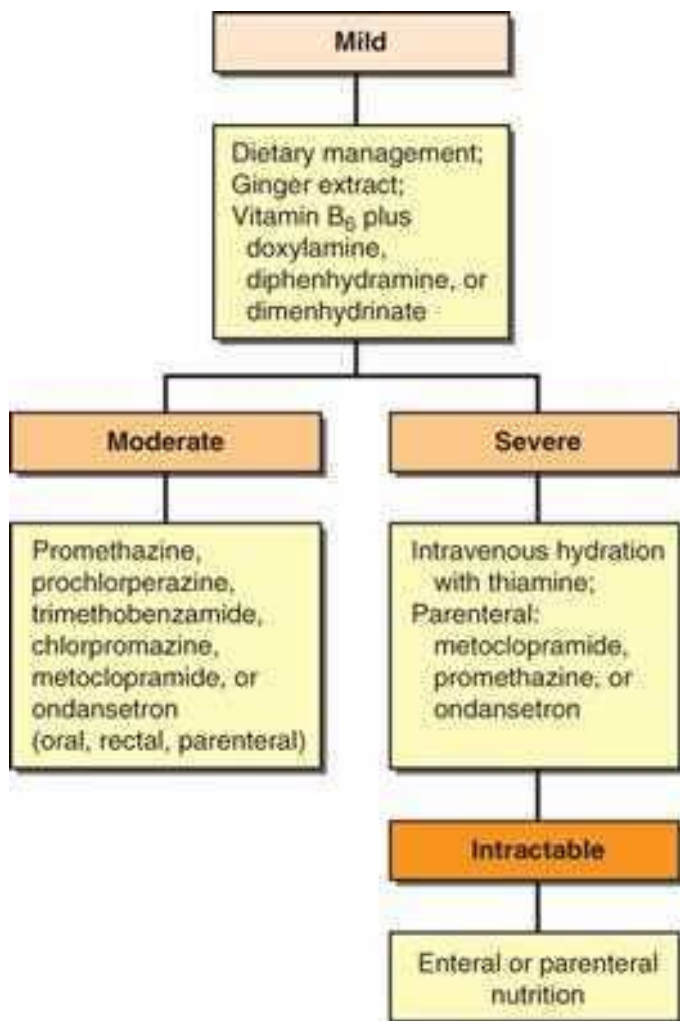 Mild
Dietary management;
Ginger extract;
Vitamin B6 plus
doxylamine,
diphenhydramine, or
dimenhydrinate
Moderate
Promethazine,
prochlorperazine,
trimethobenzamide,
chlorpromazine,
metoclopramide, or
ondansetron
(oral, rectal, parenteral)
Severe
Intravenous hydration
with thiamine;
Parenteral:
metoclopramide,
promethazine, or
ondansetron
Intractable
Enteral or parenteral
nutrition